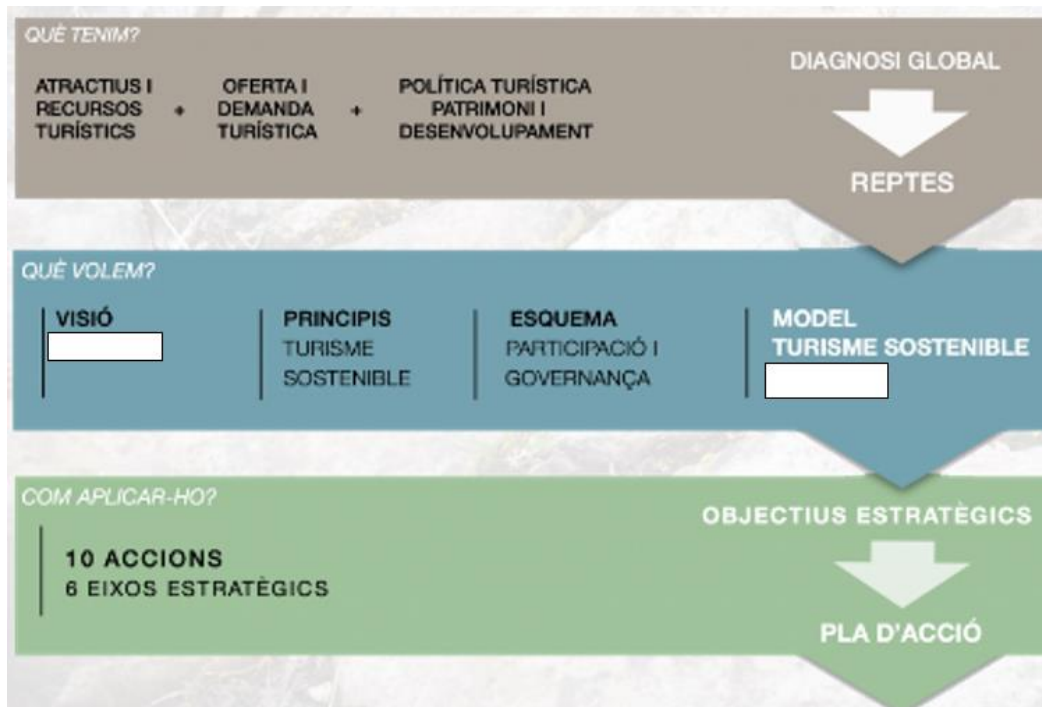 QUÈ TENIM?
ATRACTIUS I
RECURSOS
TURÍSTICS
+
OFERTA I
DEMANDA
TURÍSTICA
+
POLÍTICA TURÍSTICA
PATRIMONI I
DESENVOLUPAMENT
DIAGNOSI GLOBAL
REPTES
QUÈ VOLEM?
VISIÓ
PRINCIPIS
TURISME
SOSTENIBLE
ESQUEMA
PARTICIPACIÓ I
GOVERNANÇA
MODEL
TURISME SOSTENIBLE
COM APLICAR-HO?
10 ACCIONS
6 EIXOS ESTRATÈGICS
OBJECTIUS ESTRATÈGICS
PLA D'ACCIÓ